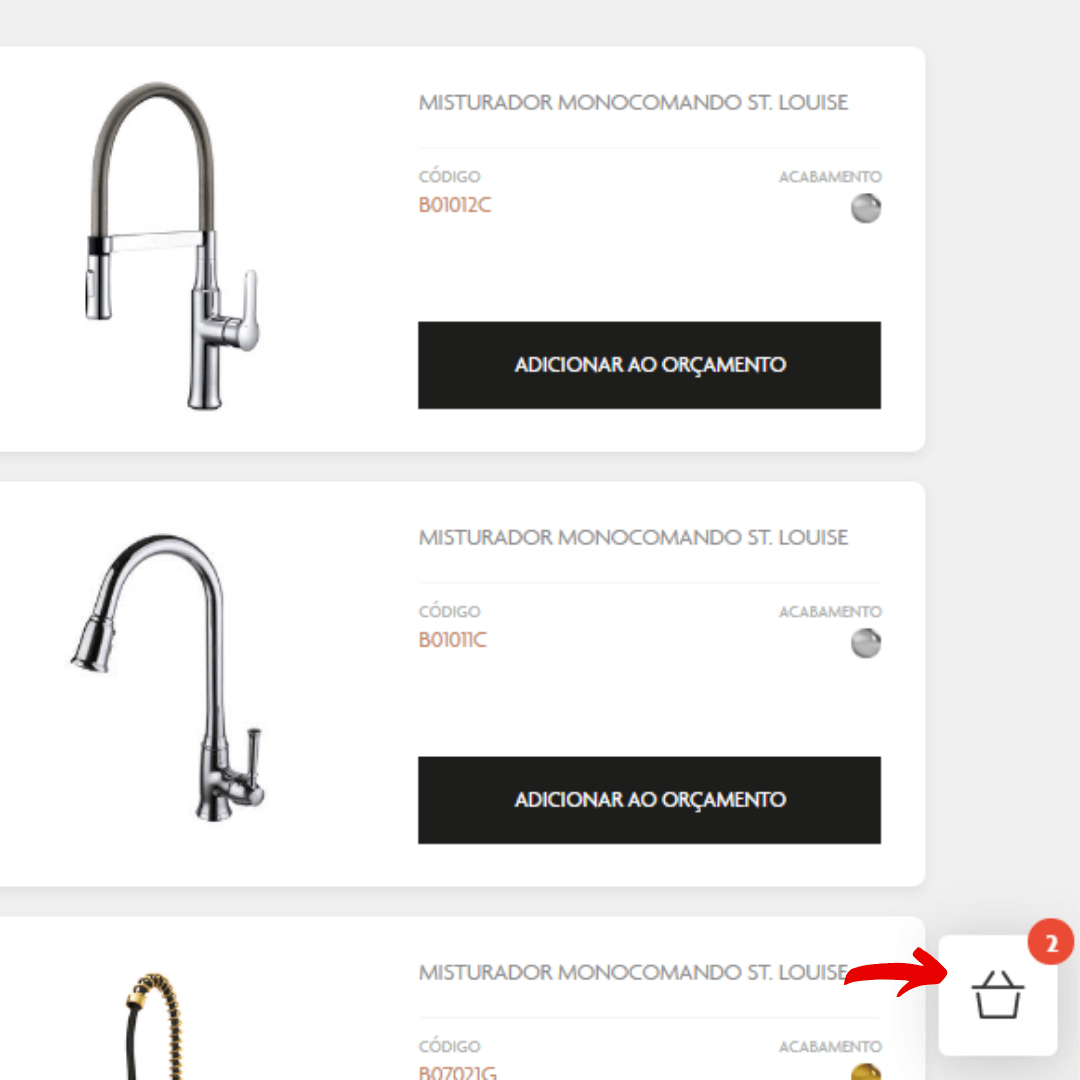 MISTURADOR MONOCOMANDO ST. LOUISE
CÓDIGO
ACABAMENTO
B01012C
ADICIONAR AO ORÇAMENTO
MISTURADOR MONOCOMANDO ST. LOUISE
CÓDIGO
ACABAMENTO
B01011C
ADICIONAR AO ORÇAMENTO
2
MISTURADOR MONOCOMANDO ST. LOUISE
CÓDIGO
ACABAMENTO
B07021G